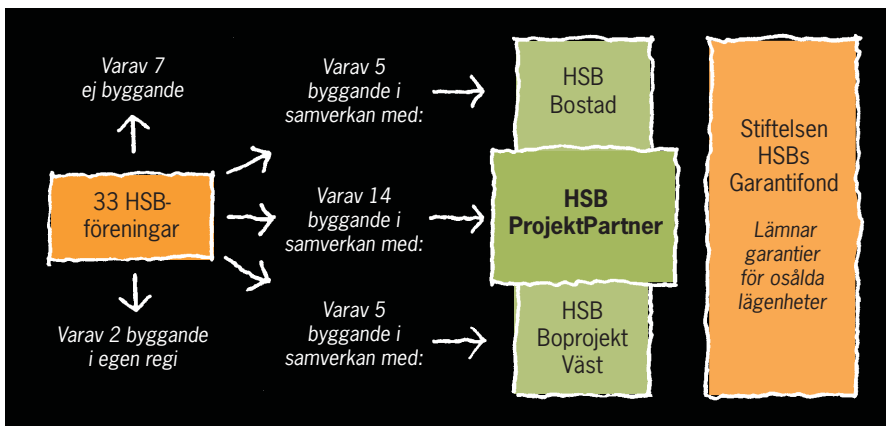 Varav 7
ej byggande
33 HSB-
föreningar
Varav 2 byggande
i egen regi
Varav 5
byggande i
samverkan med:
HSB
Bostad
Varav 14
byggande i
samverkan med:
HSB
ProjektPartner
Varav 5
byggande i
samverkan med:
HSB
Boprojekt
Väst
Stiftelsen
HSBs
Garantifond
Lämnar
garantier
för osålda
lägenheter